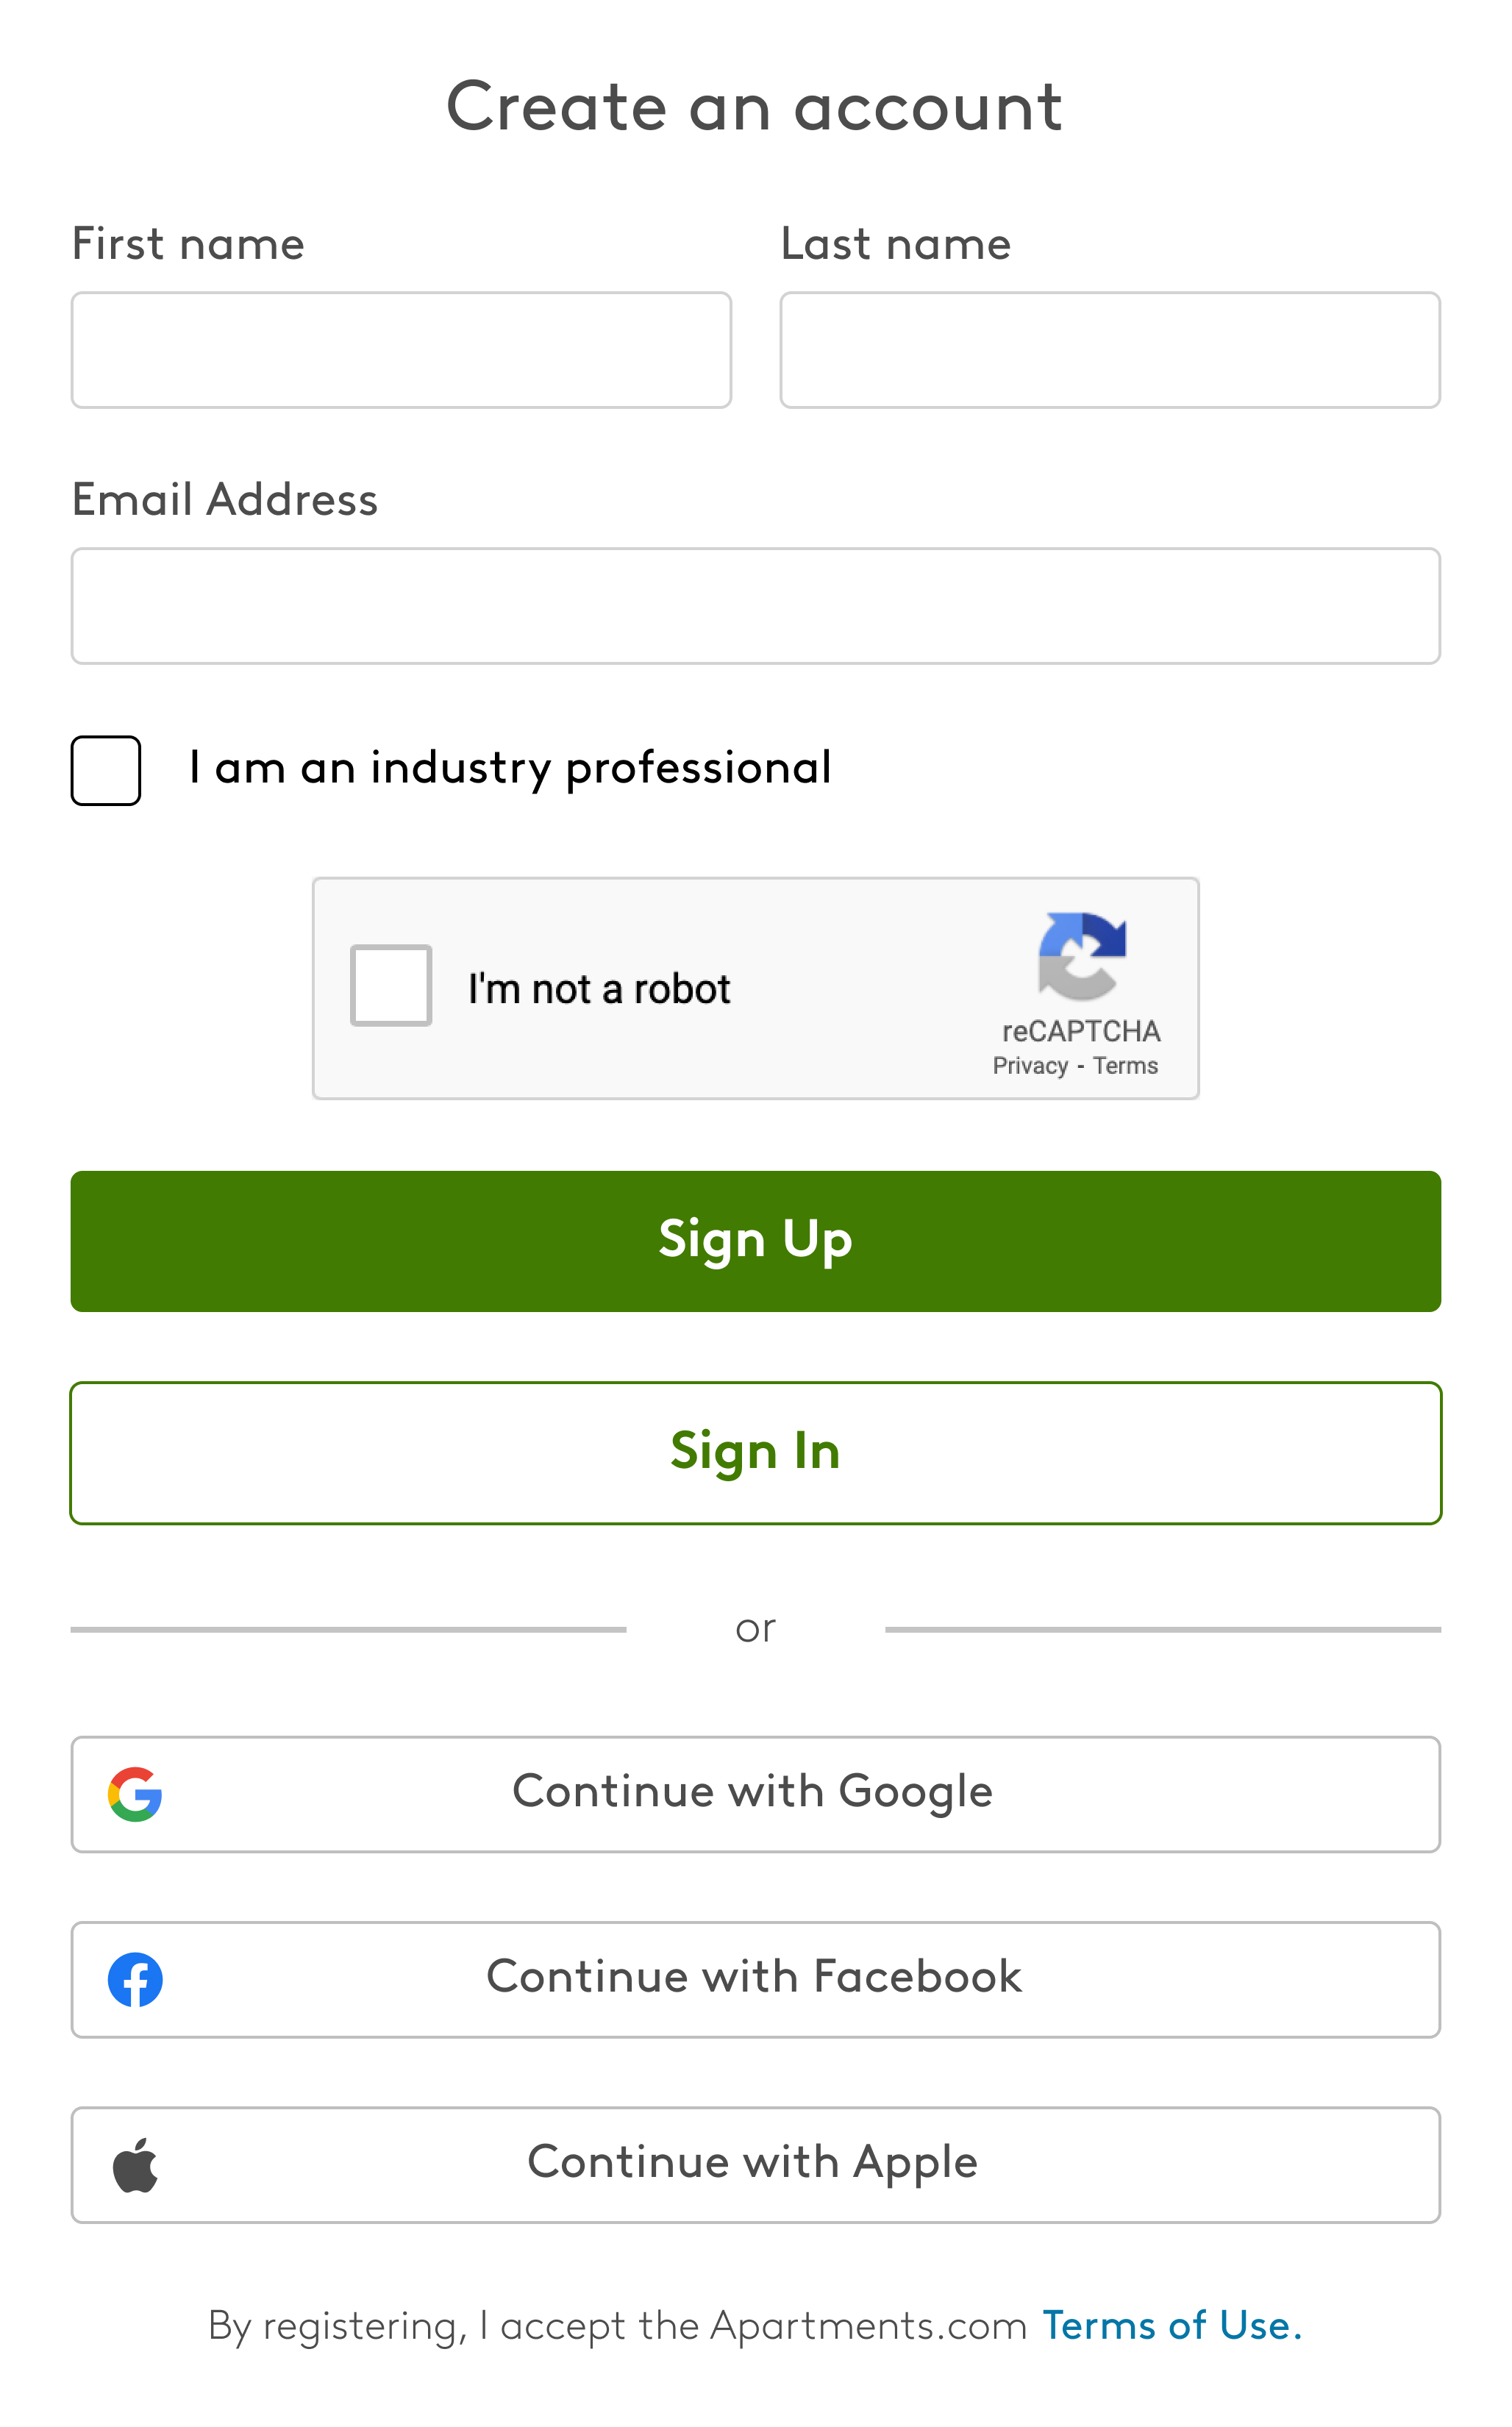 Create an account
First name Last name
Email Address
I am an industry professional
I'm not a robot
reCAPTCHA
Privacy - Terms
Sign Up
Sign In
or
Continue with Google
Continue with Facebook
Continue with Apple
By registering, I accept the Apartments.com Terms of Use.